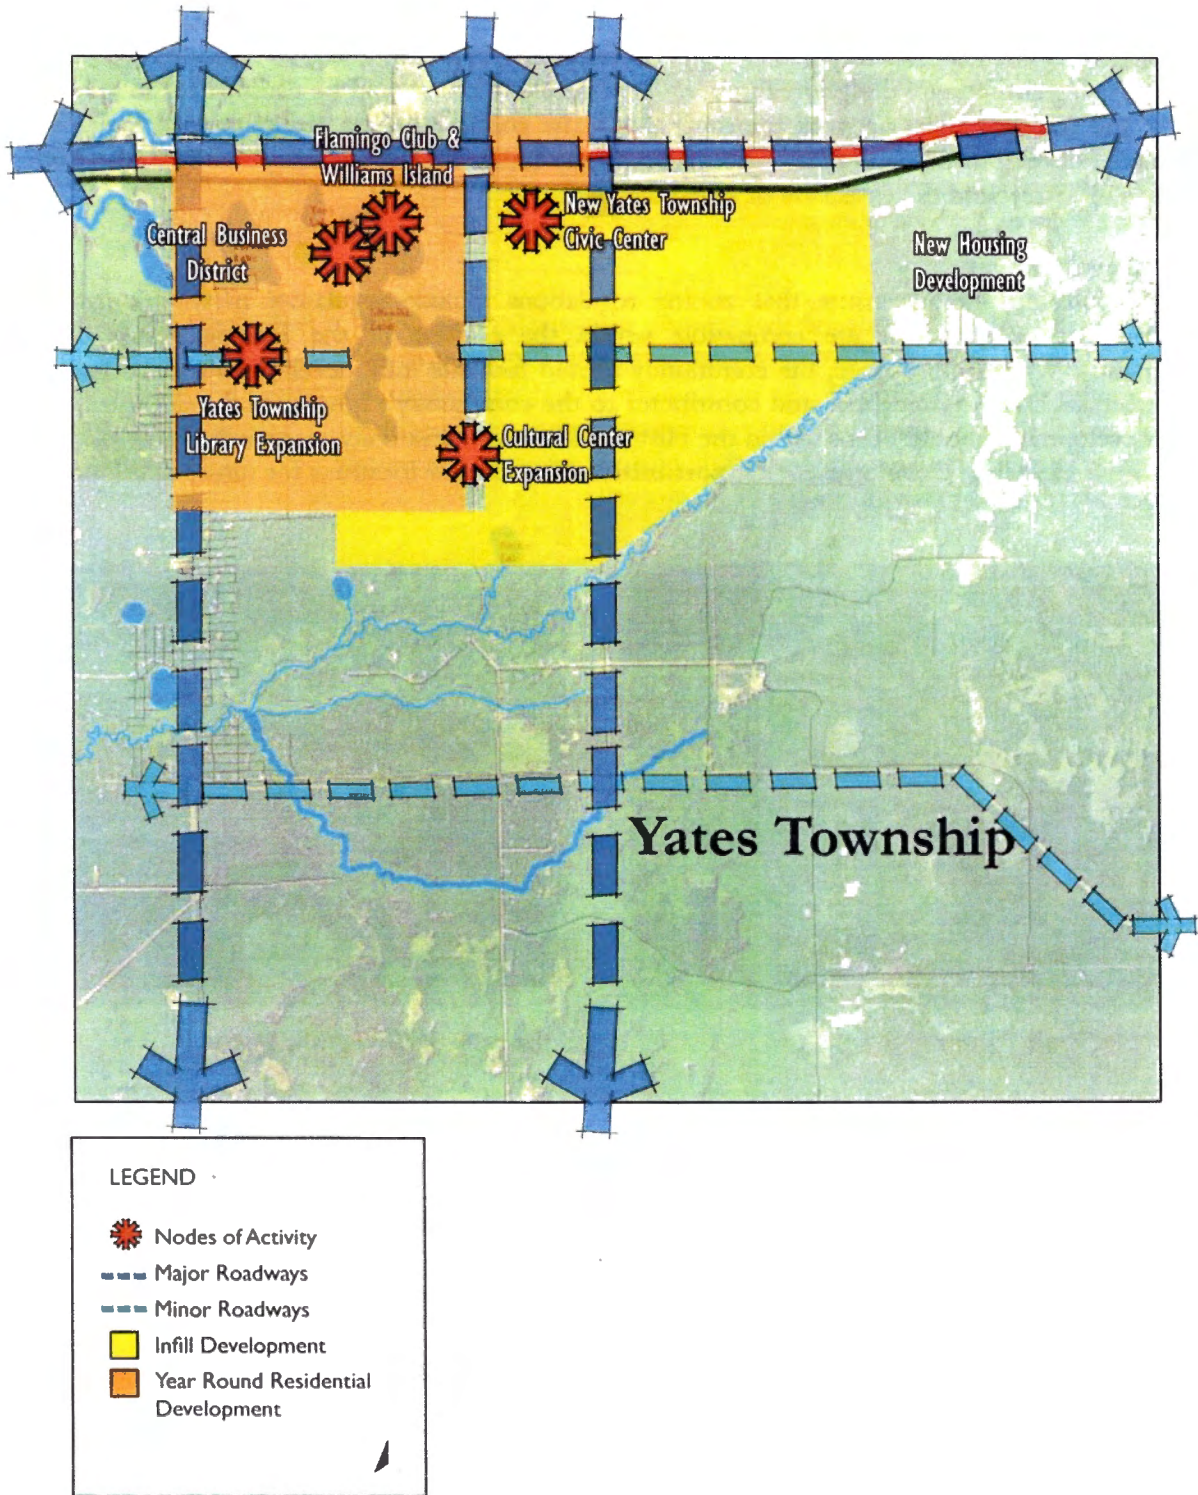 Flamingo Club &
Williams Island
Central Business
District
New Yates Township
Civic Center
New Housing
Development
Yates Township
Library Expansion
Cultural Center
Expansion
Yates Township
LEGEND
Nodes of Activity
Major Roadways
Minor Roadways
Infill Development
Year Round Residential
Development